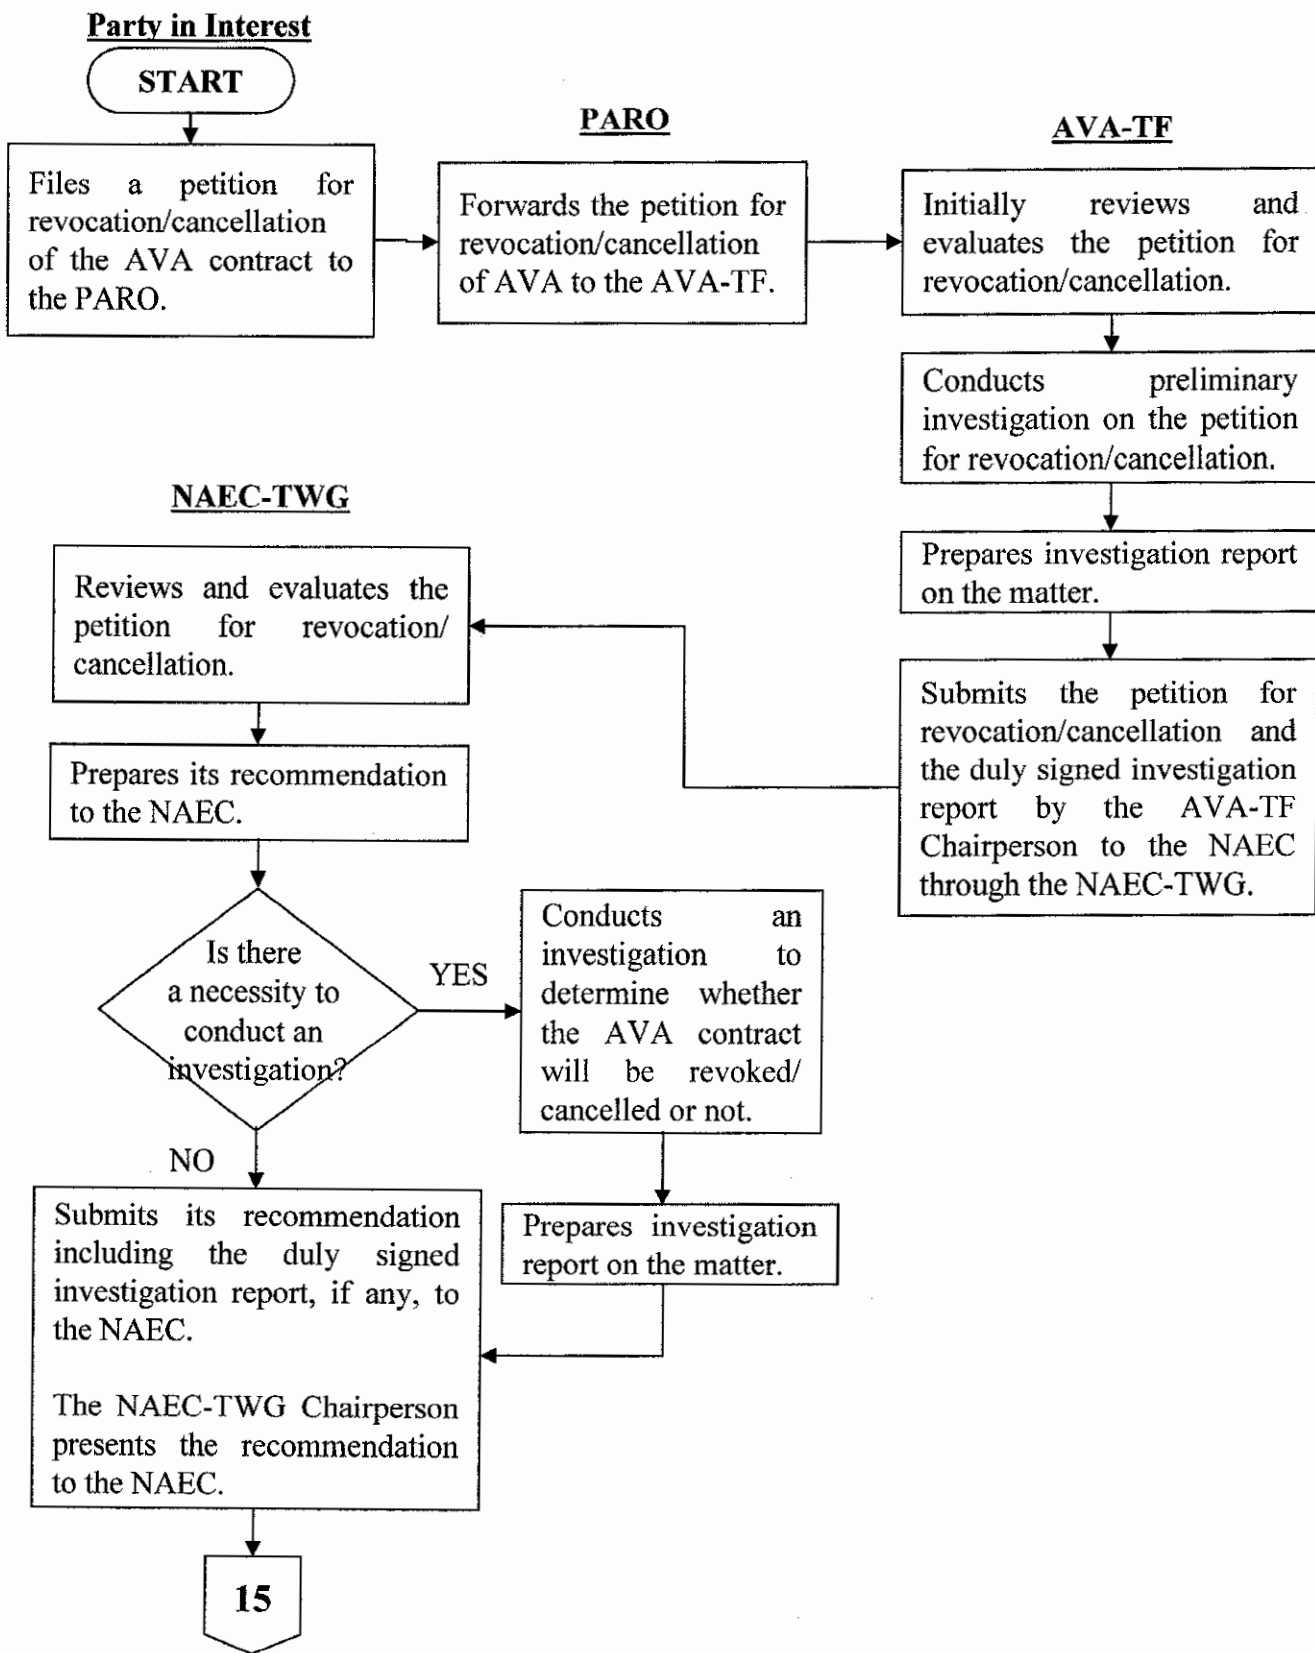 Party in Interest
START
Files a petition for
revocation/cancellation
of the AVA contract to
the PARO.
PARO
Forwards the petition for
revocation/cancellation
of AVA to the AVA-TF.
AVA-TF
Initially reviews and
evaluates the petition for
revocation/cancellation.
Conducts preliminary
investigation on the petition
for revocation/cancellation.
Prepares investigation report
on the matter.
Submits the petition for
revocation/cancellation and
the duly signed investigation
report by the AVA-TF
Chairperson to the NAEC
through the NAEC-TWG.
NAEC-TWG
Reviews and evaluates the
petition for revocation/
cancellation.
Prepares its recommendation
to the NAEC.
Is there
a necessity to
conduct an
investigation?
YES
Conducts an
investigation to
determine whether
the AVA contract
will be revoked/
cancelled or not.
Prepares investigation
report on the matter.
NO
Submits its recommendation
including the duly signed
investigation report, if any, to
the NAEC.
The NAEC-TWG Chairperson
presents the recommendation
to the NAEC.
15